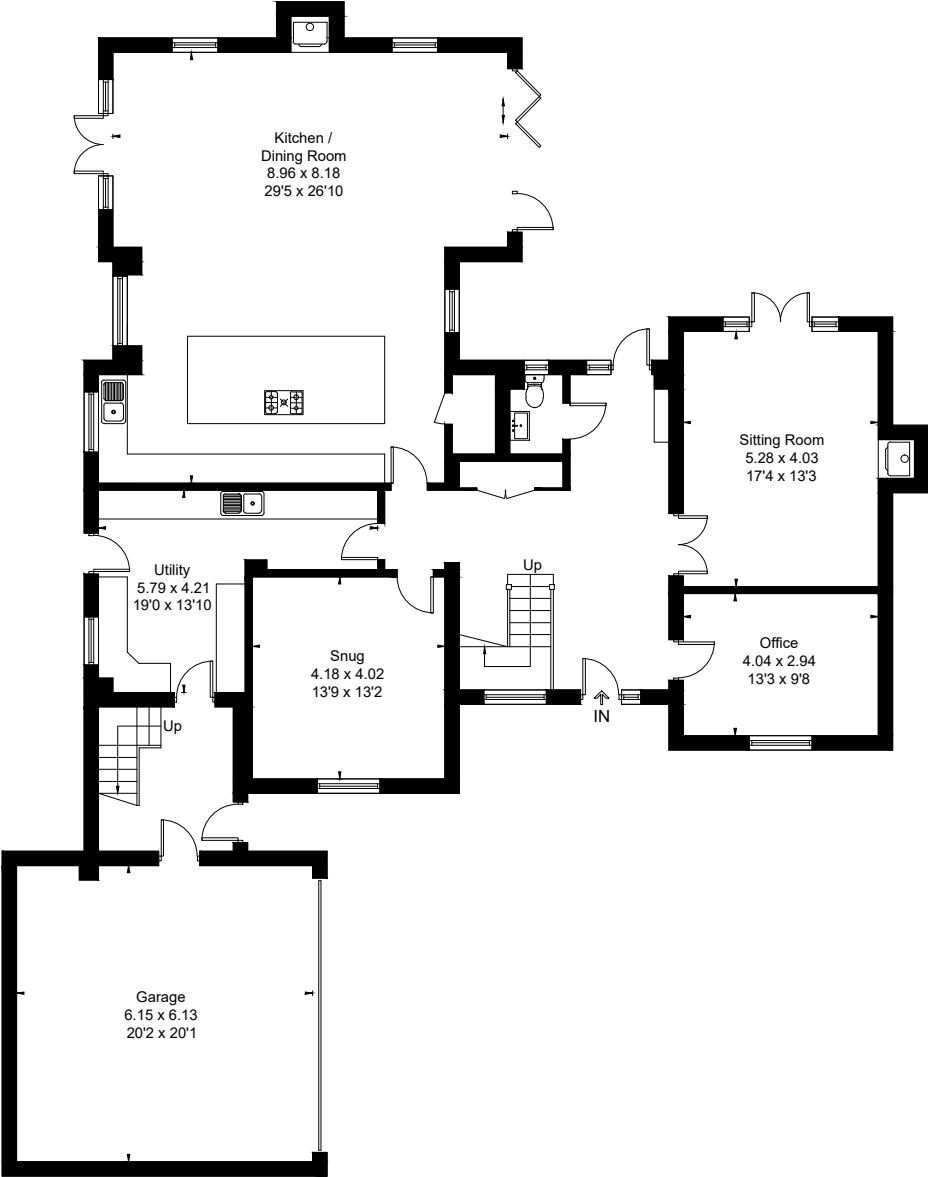 Kitchen /
Dining Room
8.96 x 8.18
29'5 x 26'10
Sitting Room
5.28 x 4.03
17'4 x 13'3
Up
Utility
5.79 x 4.21
19'0 x 13'10
Snug
4.18 x 4.02
13'9 x 13'2
Office
4.04 x 2.94
13'3 x 9'8
IN
Up
Garage
6.15 x 6.13
20'2 x 20'1